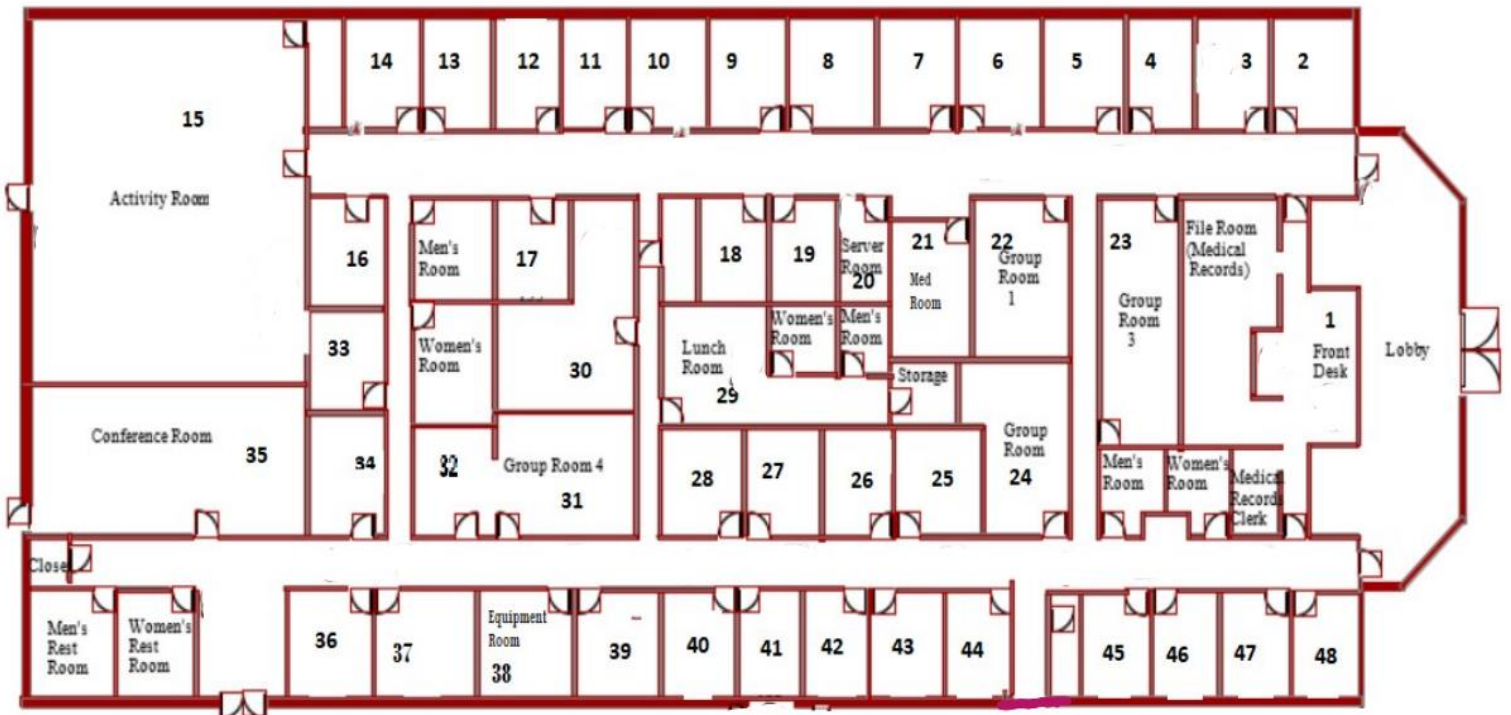 14
13
12
11
10
9
8
7
6
5
4
3
2
15
Activity Room
16
Men's
Room
17
18
19
Server
Room
20
21
Med
Room
22
Group
Room
1
23
Group
Room
3
File Room
(Medical
Records)
1
Front
Desk
Lobby
33
Women's
Room
30
Lunch
Room
29
Women's
Room
Men's
Room
Storage
Conference Room
35
34
32
Group Room 4
31
28
27
26
25
Group
Room
24
Men's
Room
Women's
Room
Medical
Records
Clerk
Close
Men's
Rest
Room
Women's
Rest
Room
36
37
Equipment
Room
38
39
40
41
42
43
44
45
46
47
48